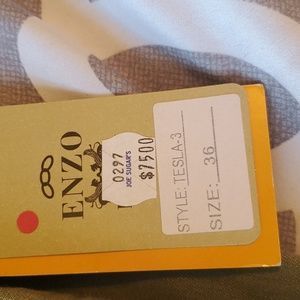 ENZO
0297
JOE SUGAR'S
$7500
STYLE: TESLA-3
SIZE: 36